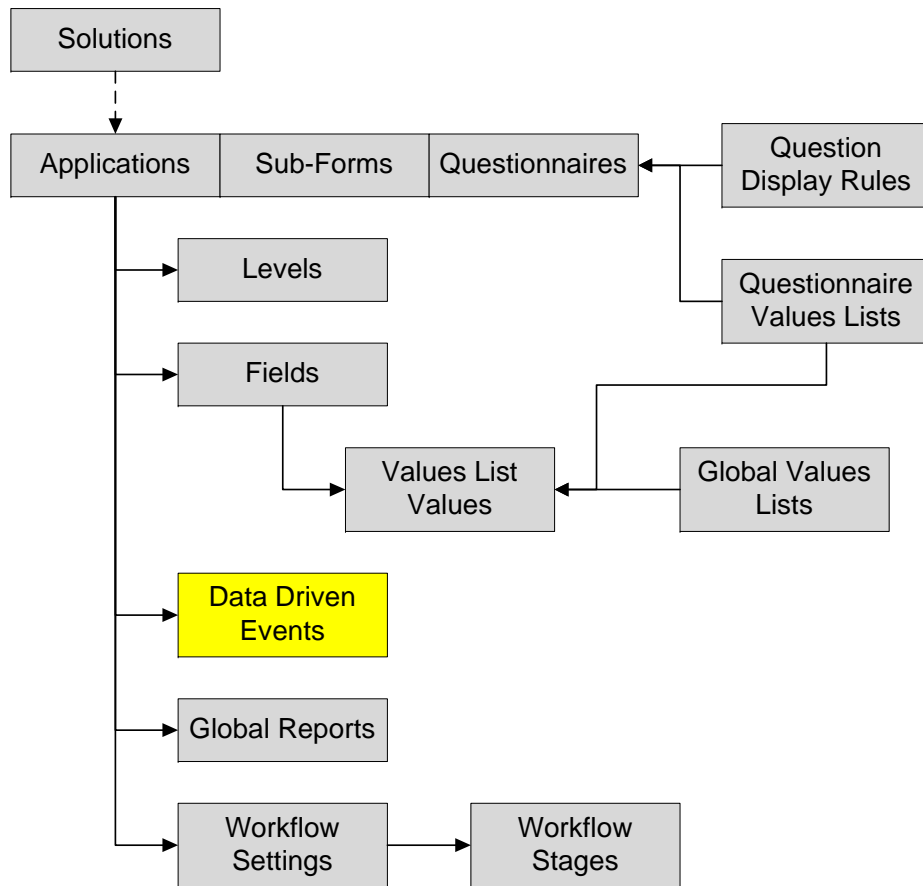 Solutions
Applications
Sub-Forms
Questionnaires
Question
Display Rules
Levels
Questionnaire
Values Lists
Fields
Values List
Values
Global Values
Lists
Data Driven
Events
Global Reports
Workflow
Settings
Workflow
Stages